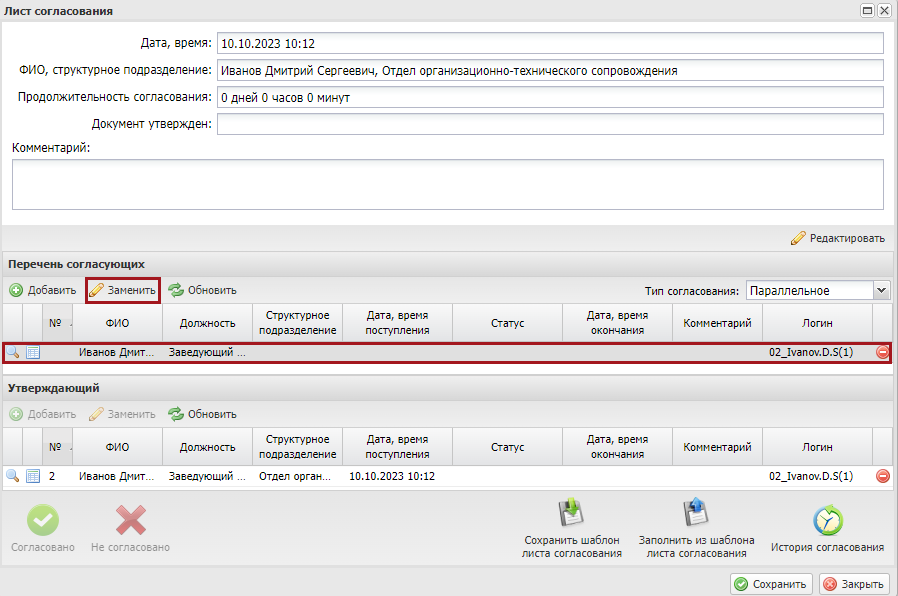 Лист согласования
Дата, время: 10.10.2023 10:12
ФИО, структурное подразделение: Иванов Дмитрий Сергеевич, Отдел организационно-технического сопровождения
Продолжительность согласования: 0 дней 0 часов 0 минут
Документ утвержден:
Комментарий:
Редактировать
Перечень согласующих
Добавить Заменить Обновить Тип согласования: Параллельное
№ ФИО Должность Структурное подразделение Дата, время поступления Статус Дата, время окончания Комментарий Логин
Иванов Дмит... Заведующий ... 02_Ivanov.D.S(1)
Утверждающий
Добавить Заменить Обновить
№ ФИО Должность Структурное подразделение Дата, время поступления Статус Дата, время окончания Комментарий Логин
2 Иванов Дмит... Заведующий ... Отдел орган... 10.10.2023 10:12 02_Ivanov.D.S(1)
Согласовано
Не согласовано
Сохранить шаблон
листа согласования
Заполнить из шаблона
листа согласования
История согласования
Сохранить Закрыть